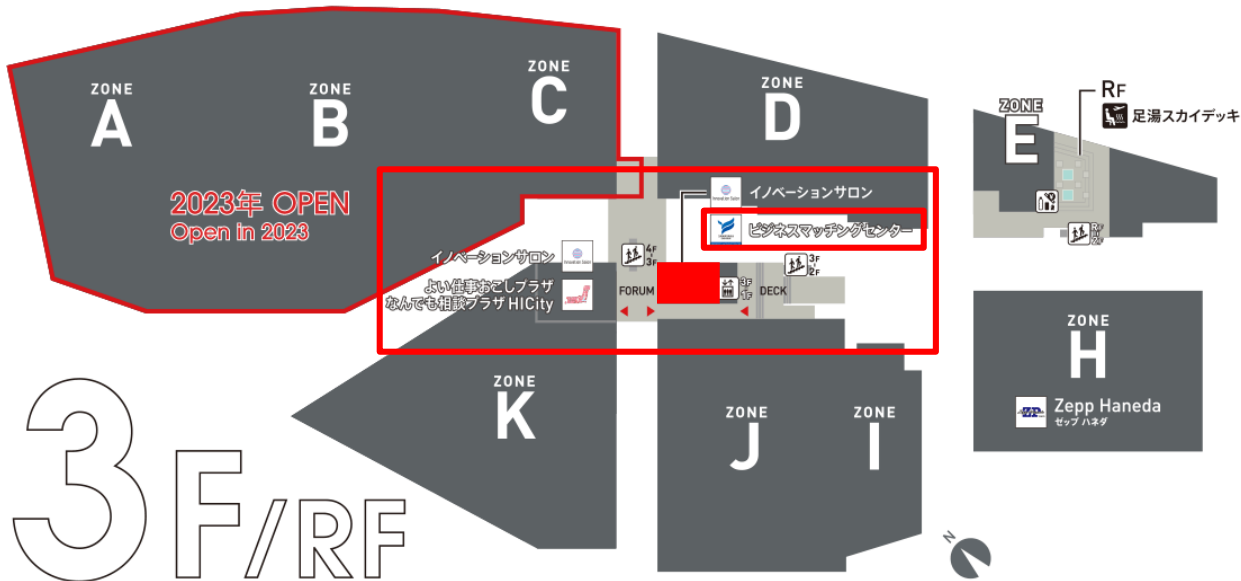 ZONE
A
ZONE
B
ZONE
C
ZONE
D
ZONE
E
RF
足湯スカイデッキ
2023年 OPEN
Open in 2023
イノベーションサロン
ビジネスマッチングセンター
イノベーションサロン
よい仕事おこしプラザ
なんでも相談プラザ HICity
4F
3F
FORUM
3F
1F
DECK
3F
2F
RF
2F
ZONE
H
Zepp Haneda
ゼップ ハネダ
ZONE
K
ZONE
J
ZONE
I
3F/RF
N